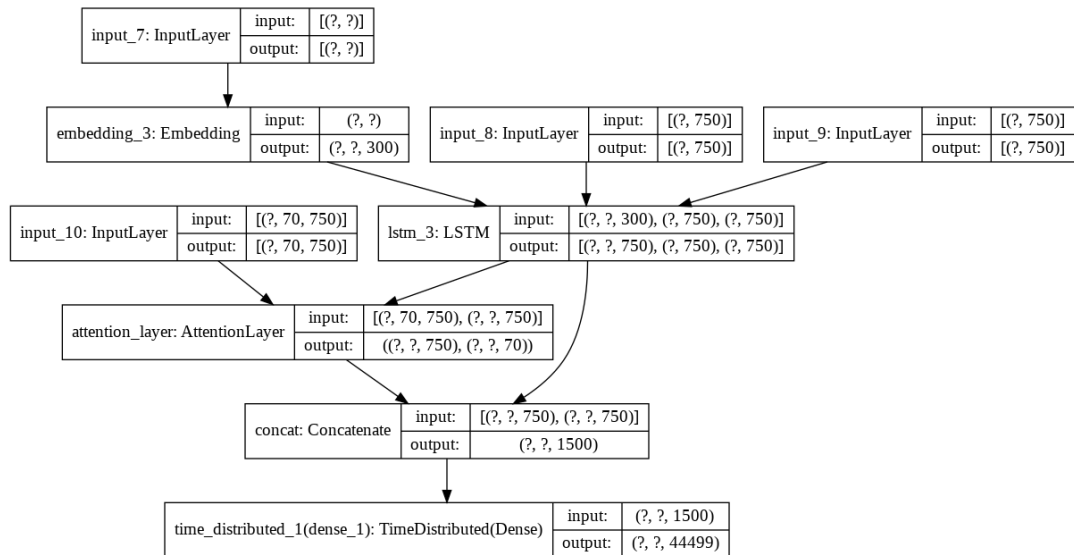 input_7: InputLayer
input: [(?, ?)]
output: [(?, ?)]
embedding_3: Embedding
input: (?, ?)
output: (?, ?, 300)
input_8: InputLayer
input: [(?, 750)]
output: [(?, 750)]
input_9: InputLayer
input: [(?, 750)]
output: [(?, 750)]
input_10: InputLayer
input: [(?, 70, 750)]
output: [(?, 70, 750)]
lstm_3: LSTM
input: [(?, ?, 300), (?, 750), (?, 750)]
output: [(?, ?, 750), (?, 750), (?, 750)]
attention_layer: AttentionLayer
input: [(?, 70, 750), (?, ?, 750)]
output: ((?, ?, 750), (?, ?, 70))
concat: Concatenate
input: [(?, ?, 750), (?, ?, 750)]
output: (?, ?, 1500)
time_distributed_1(dense_1): TimeDistributed(Dense)
input: (?, ?, 1500)
output: (?, ?, 44499)